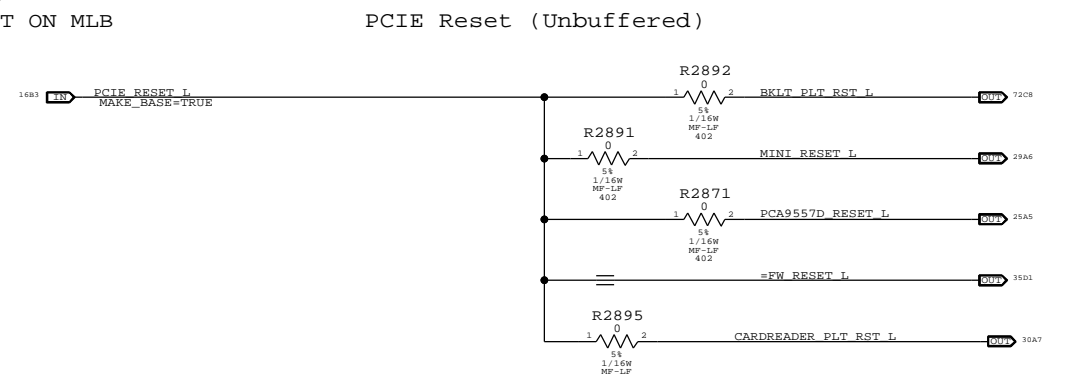 T ON MLB
PCIE Reset (Unbuffered)
R2892
0
16B3 IN PCIE_RESET_L 1 2 BKLT_PLT_RST_L OUT 72C8
MAKE_BASE=TRUE
5%
1/16W
MF-LF
402
R2891
0
1 2 MINI_RESET_L OUT 29A6
5%
1/16W
MF-LF
402
R2871
0
1 2 PCA9557D_RESET_L OUT 25A5
5%
1/16W
MF-LF
402
=FW_RESET_L OUT 35D1
R2895
0
1 2 CARDREADER_PLT_RST_L OUT 30A7
5%
1/16W
MF-LF